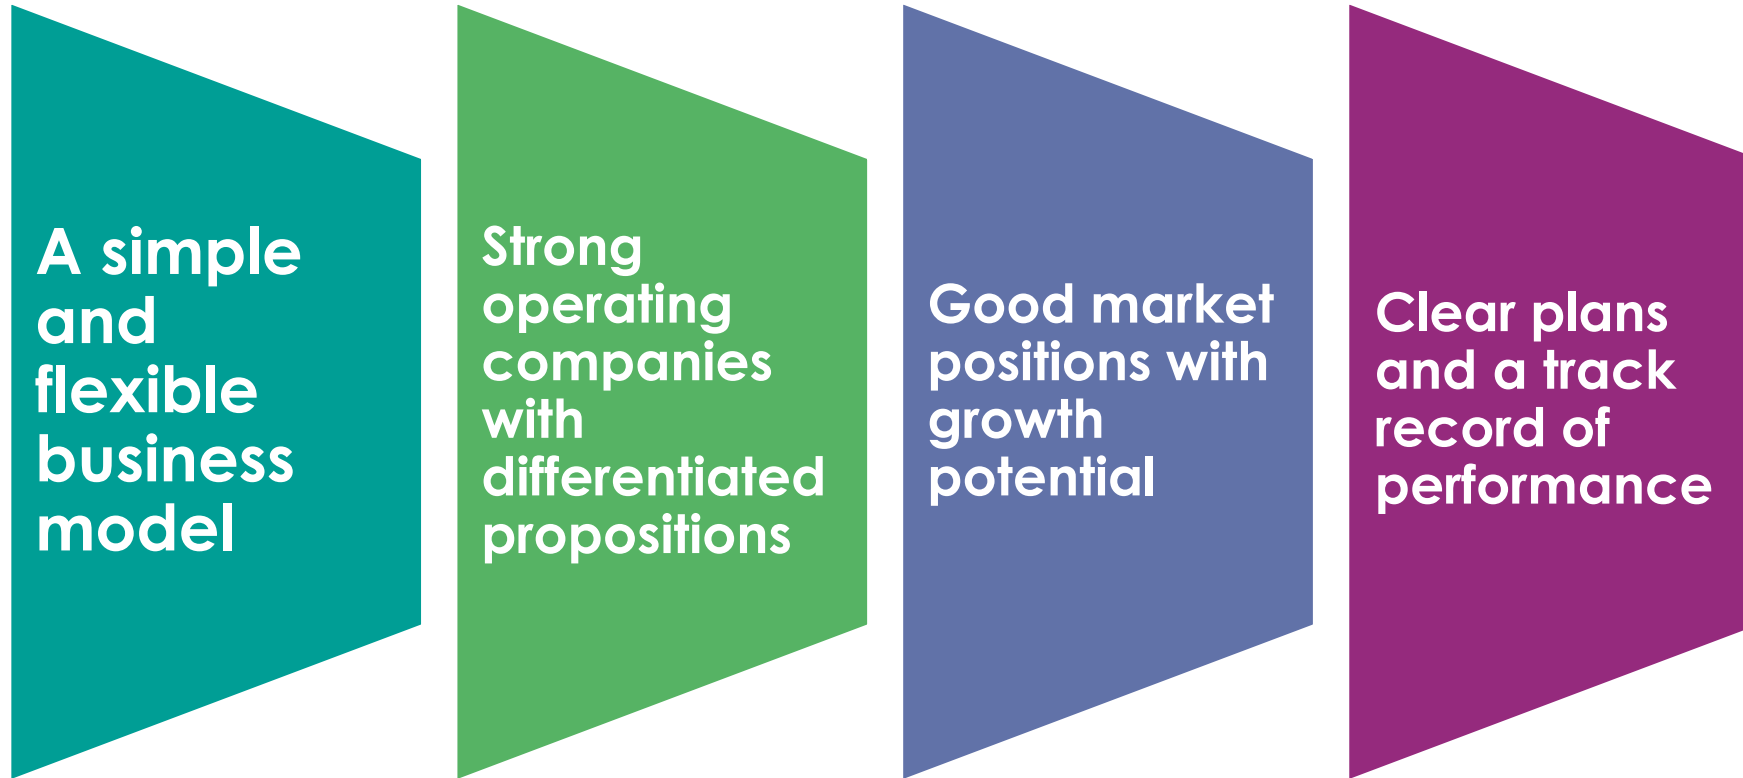 A simple
and
flexible
business
model
Strong
operating
companies
with
differentiated
propositions
Good market
positions with
growth
potential
Clear plans
and a track
record of
performance